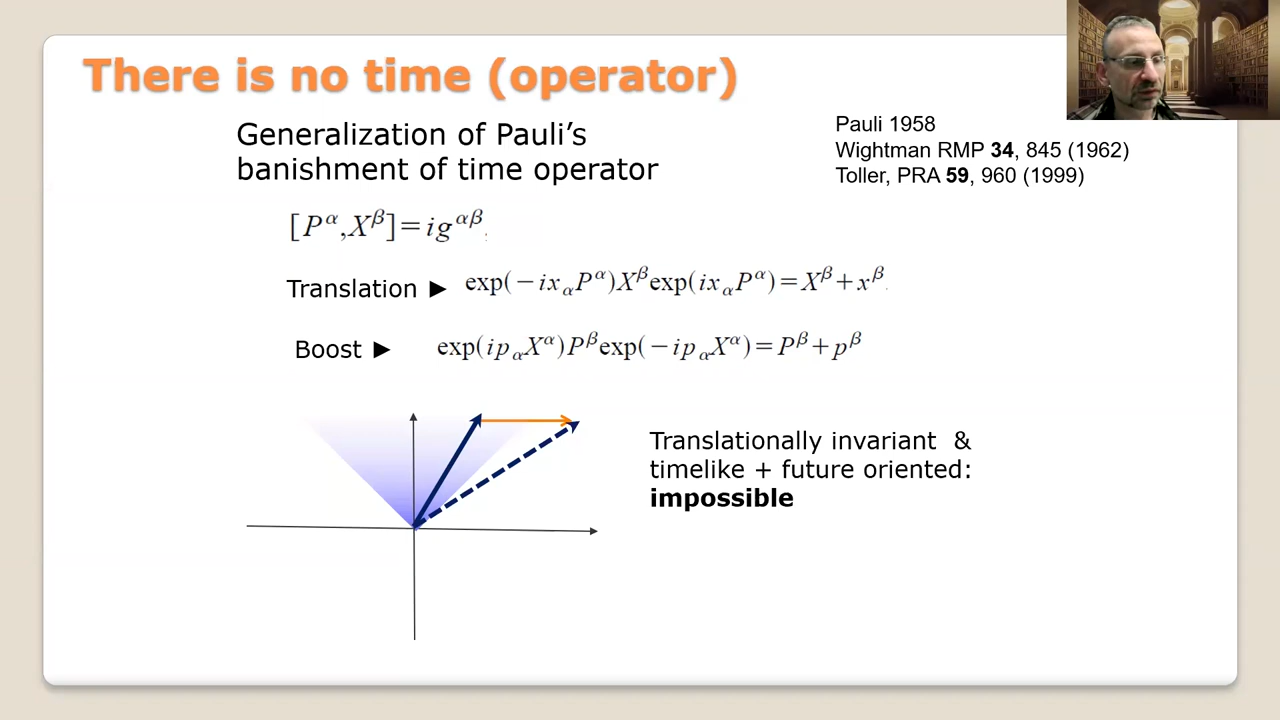 There is no time (operator)
Generalization of Pauli's
banishment of time operator
Pauli 1958
Wightman RMP 34, 845 (1962)
Toller, PRA 59, 960 (1999)
[P^α,X^β]=ig^{αβ}.
Translation ► exp(−ix_αP^α)X^βexp(ix_αP^α)=X^β+x^β.
Boost ► exp(ip_αX^α)P^βexp(−ip_αX^α)=P^β+p^β
Translationally invariant &
timelike + future oriented:
impossible